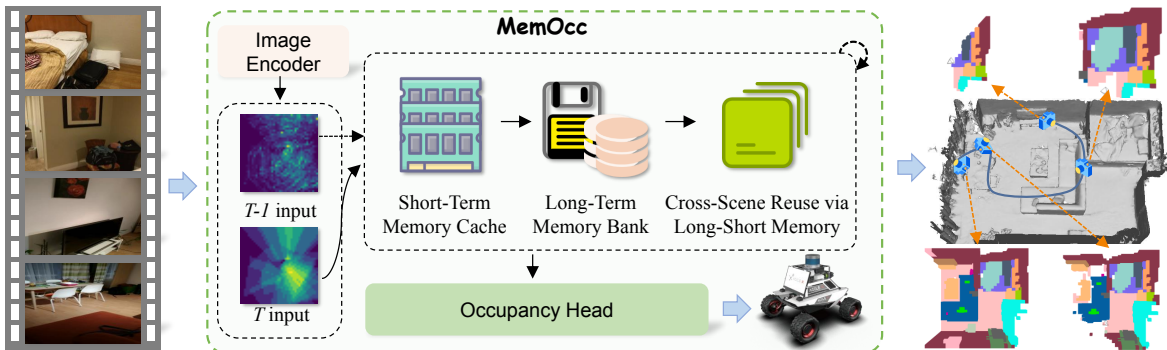 MemOcc
Image
Encoder
T-1 input
T input
Short-Term
Memory Cache
Long-Term
Memory Bank
Cross-Scene Reuse via
Long-Short Memory
Occupancy Head